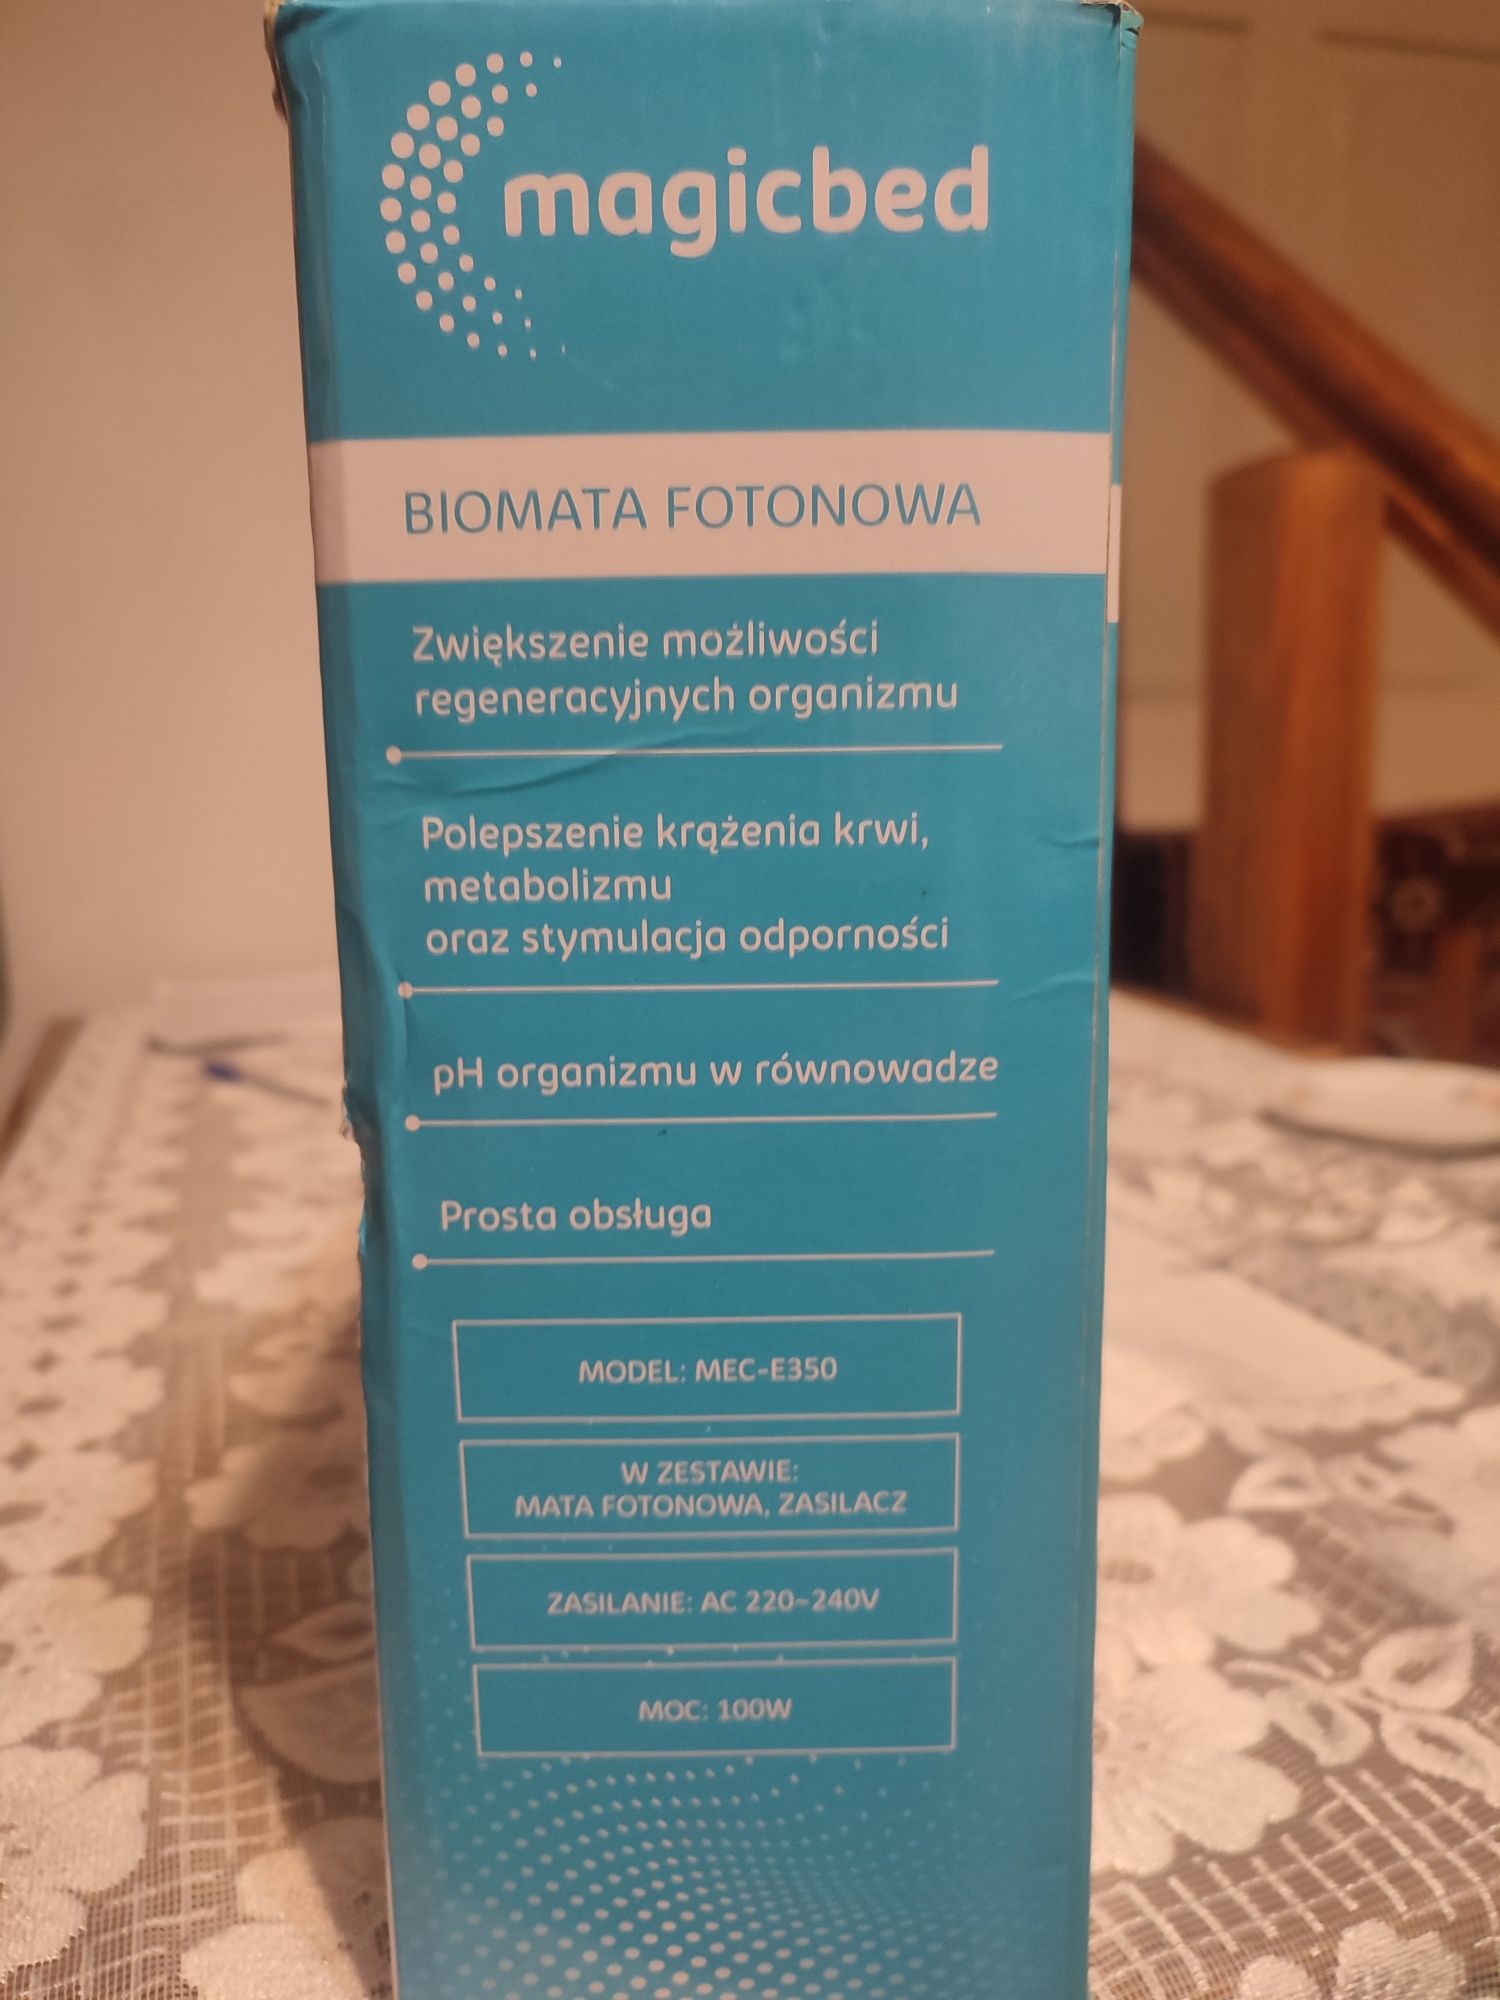 magicbed
BIOMATA FOTONOWA
Zwiększenie możliwości
regeneracyjnych organizmu
Polepszenie krążenia krwi,
metabolizmu
oraz stymulacja odporności
pH organizmu w równowadze
Prosta obsługa
MODEL: MEC-E350
W ZESTAWIE:
MATA FOTONOWA, ZASILACZ
ZASILANIE: AC 220-240V
MOC: 100W